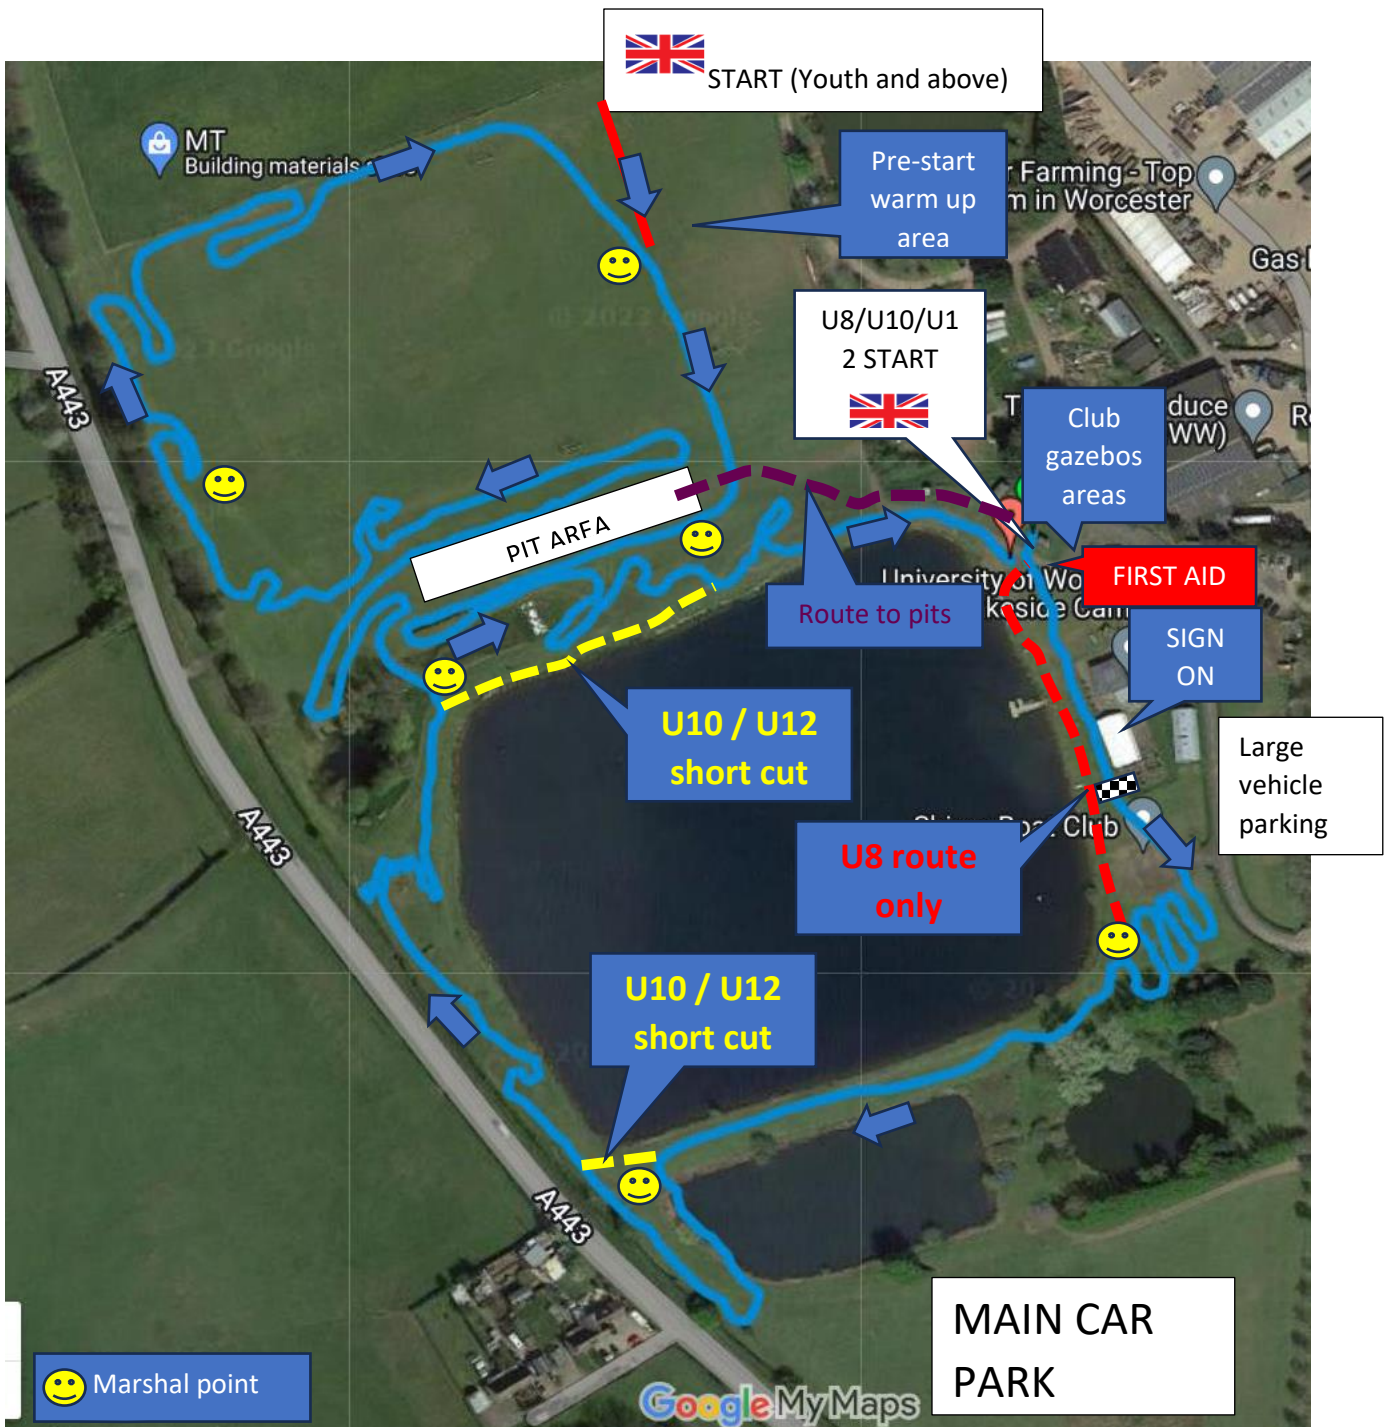 START (Youth and above)
MT
Building materials
Pre-start
warm up
area
Farming - Top
in Worcester
Gas
U8/U10/U1
2 START
A443
Club
gazebos
areas
duce
WW)
PIT AREA
FIRST AID
University of Wo
keside Cam
Route to pits
SIGN
ON
U10 / U12
short cut
Large
vehicle
parking
A443
Club
U8 route
only
U10 / U12
short cut
A443
MAIN CAR
PARK
Marshal point
Google My Maps